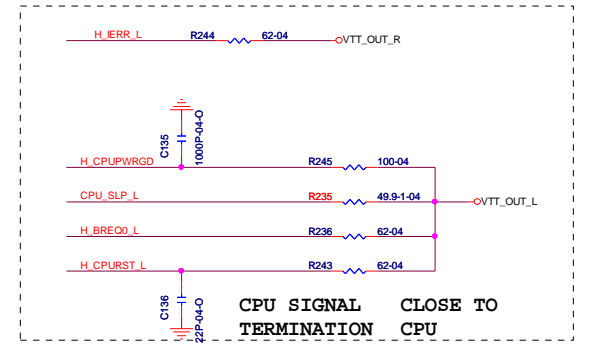 H_IERR_L R244 62-04 VTT_OUT_R
C135 1000P-04-O
H_CPUPWRGD R245 100-04
CPU_SLP_L R235 49.9-1-04 VTT_OUT_L
H_BREQ0_L R236 62-04
H_CPURST_L R243 62-04
C136 22P-04-O
CPU SIGNAL CLOSE TO
TERMINATION CPU